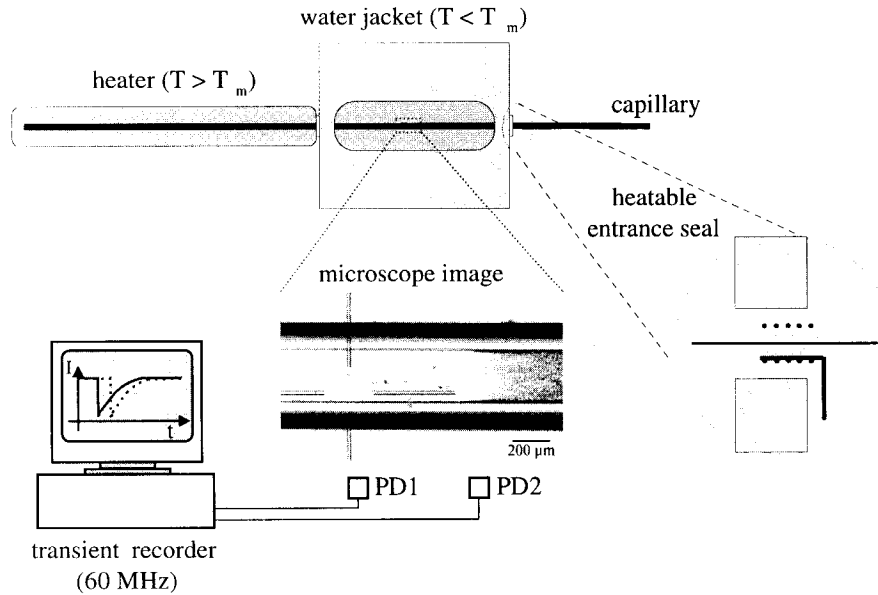 water jacket (T < T m)
heater (T > T m)
capillary
heatable
entrance seal
microscope image
200 µm
I
t
PD1
PD2
transient recorder
(60 MHz)